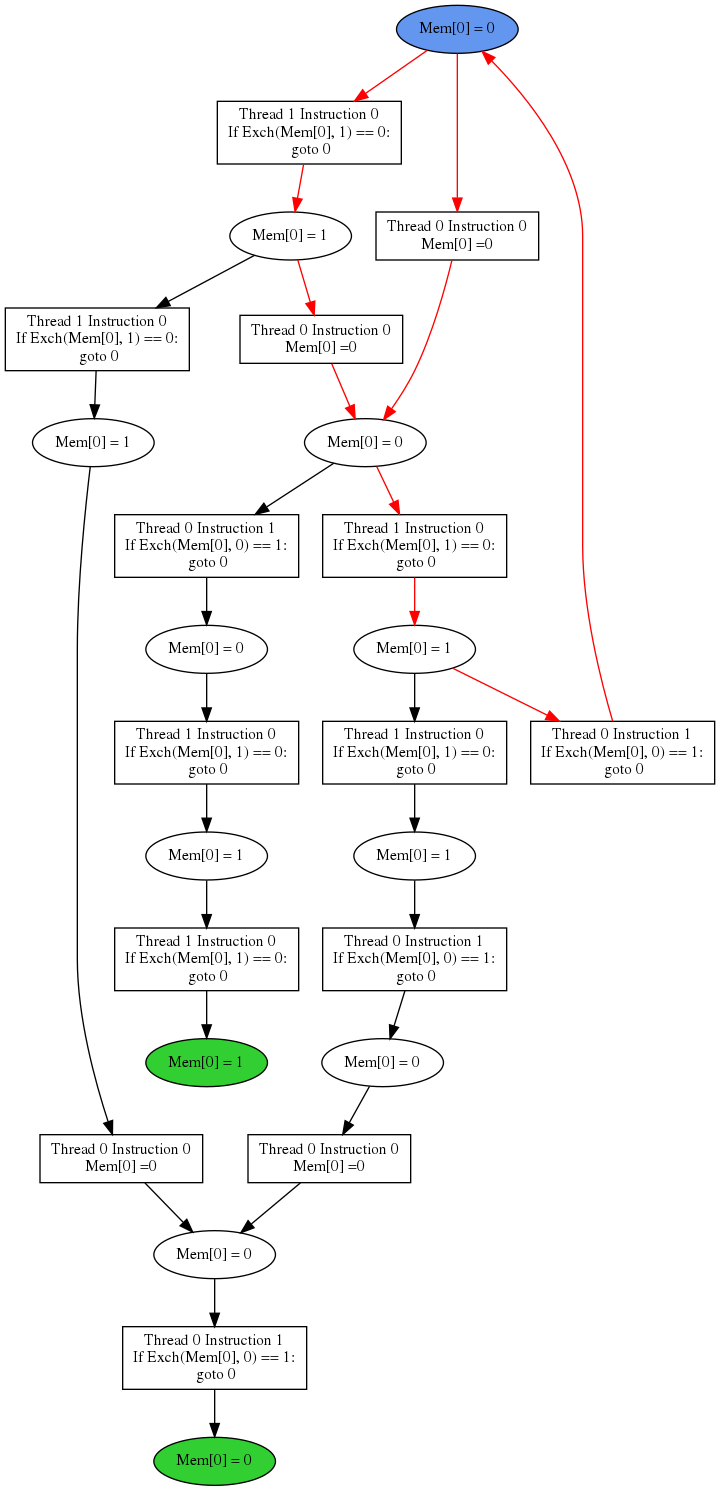 Mem[0] = 0
Thread 1 Instruction 0
If Exch(Mem[0], 1) == 0:
goto 0
Mem[0] = 1
Thread 0 Instruction 0
Mem[0] =0
Thread 1 Instruction 0
If Exch(Mem[0], 1) == 0:
goto 0
Thread 0 Instruction 0
Mem[0] =0
Mem[0] = 1
Mem[0] = 0
Thread 0 Instruction 1
If Exch(Mem[0], 0) == 1:
goto 0
Thread 1 Instruction 0
If Exch(Mem[0], 1) == 0:
goto 0
Mem[0] = 0
Mem[0] = 1
Thread 1 Instruction 0
If Exch(Mem[0], 1) == 0:
goto 0
Thread 1 Instruction 0
If Exch(Mem[0], 1) == 0:
goto 0
Thread 0 Instruction 1
If Exch(Mem[0], 0) == 1:
goto 0
Mem[0] = 1
Mem[0] = 1
Thread 1 Instruction 0
If Exch(Mem[0], 1) == 0:
goto 0
Thread 0 Instruction 1
If Exch(Mem[0], 0) == 1:
goto 0
Mem[0] = 1
Mem[0] = 0
Thread 0 Instruction 0
Mem[0] =0
Thread 0 Instruction 0
Mem[0] =0
Mem[0] = 0
Thread 0 Instruction 1
If Exch(Mem[0], 0) == 1:
goto 0
Mem[0] = 0